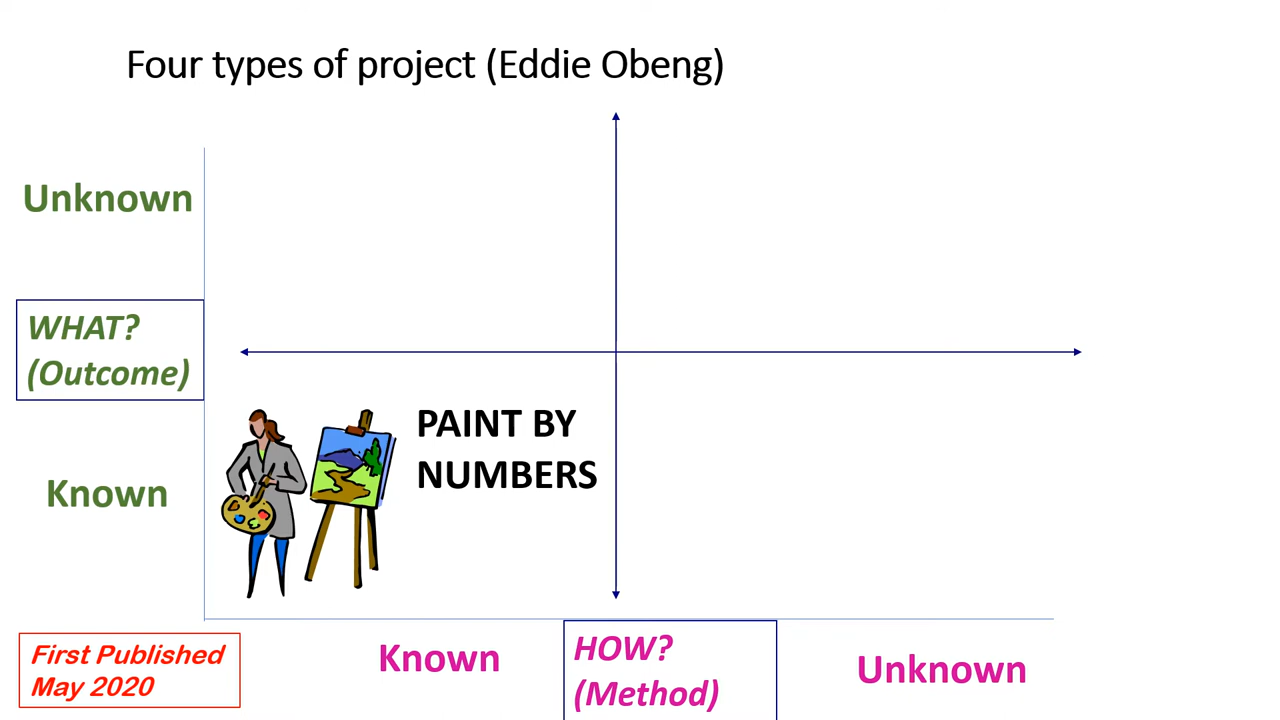 Four types of project (Eddie Obeng)
Unknown
WHAT?
(Outcome)
PAINT BY
NUMBERS
Known
First Published
May 2020
Known
HOW?
(Method)
Unknown